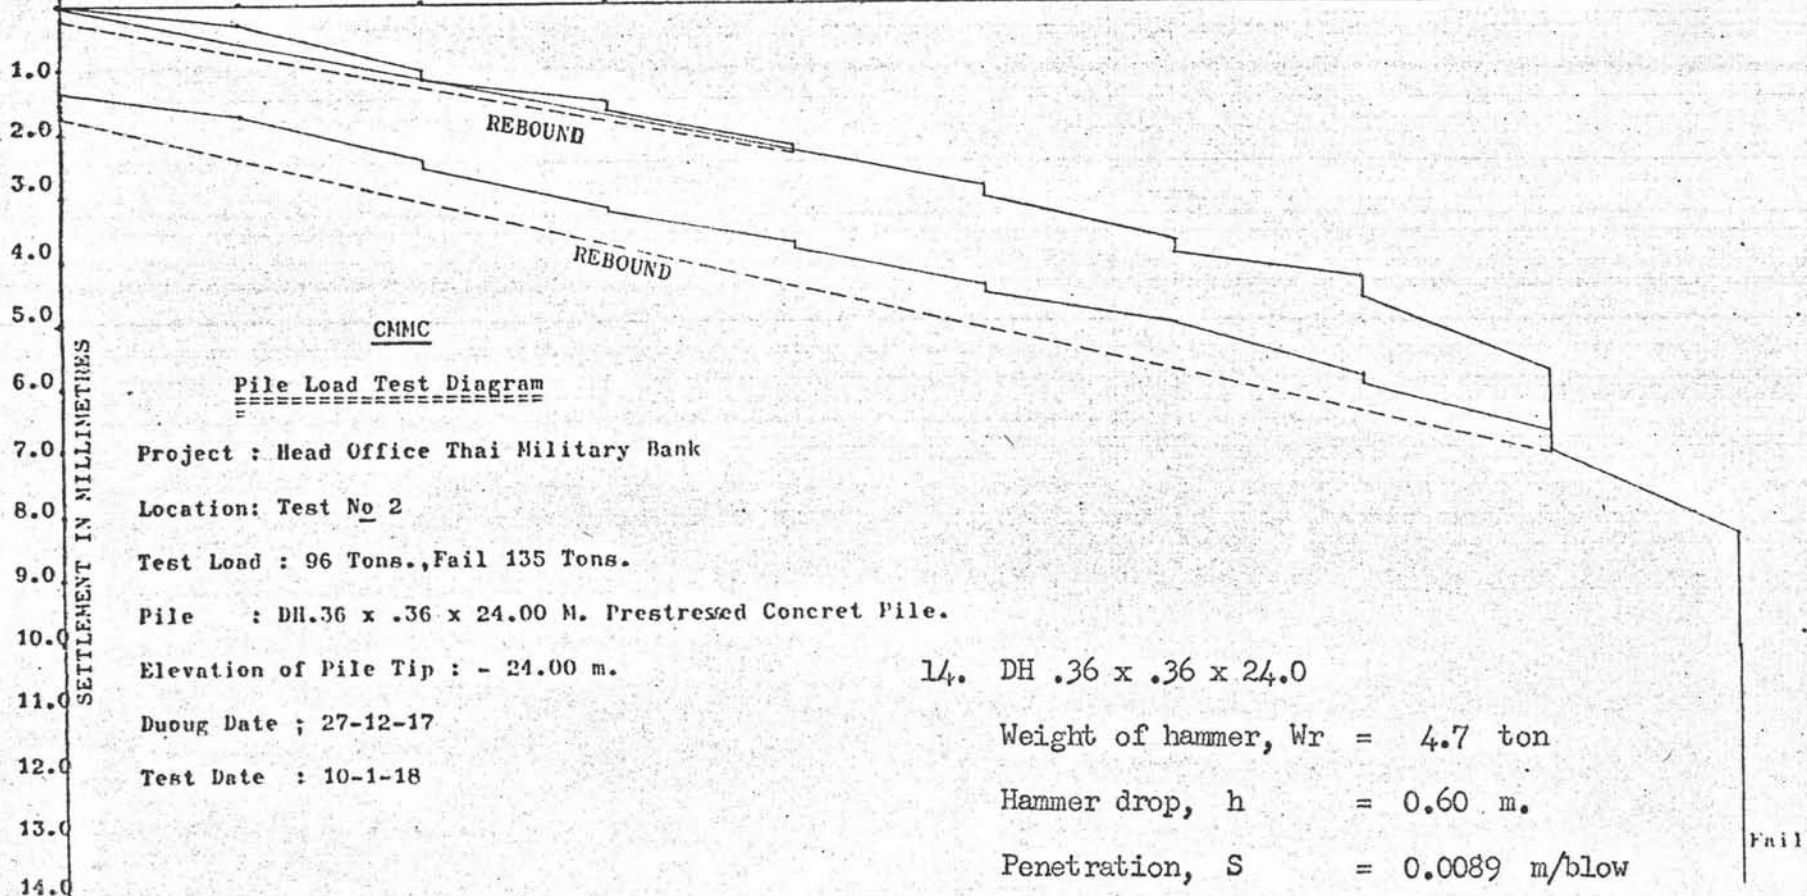 1.0
2.0
3.0
4.0
5.0
6.0
7.0
8.0
9.0
10.0
11.0
12.0
13.0
14.0
SETTLEMENT IN MILLIMETRES
REBOUND
REBOUND
CMMC
Pile Load Test Diagram
Project : Head Office Thai Military Bank
Location: Test No 2
Test Load : 96 Tons.,Fail 135 Tons.
Pile : DH.36 x .36 x 24.00 M. Prestressed Concret Pile.
Elevation of Pile Tip : - 24.00 m.
Duoug Date ; 27-12-17
Test Date : 10-1-18
14. DH .36 x .36 x 24.0
Weight of hammer, Wr = 4.7 ton
Hammer drop, h = 0.60 m.
Penetration, S = 0.0089 m/blow
Fail